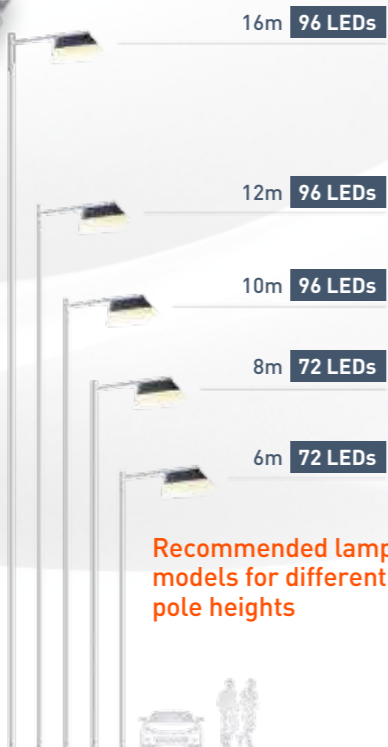 16m 96 LEDs
12m 96 LEDs
10m 96 LEDs
8m 72 LEDs
6m 72 LEDs
Recommended lamp
models for different
pole heights